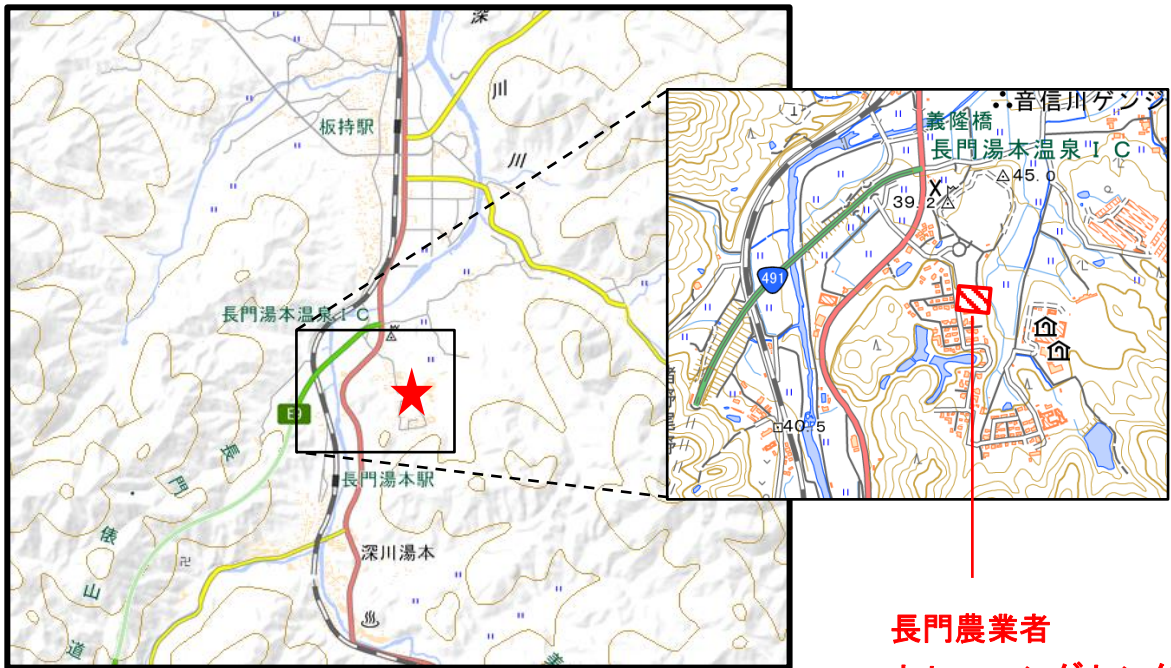 深
川
板持駅
川
長門湯本温泉IC
E9
長門湯本駅
長
門
俵
山
道
深川湯本
音信川ゲンジ
義隆橋
長門湯本温泉IC
45.0
39.2
491
40.5
長門農業者